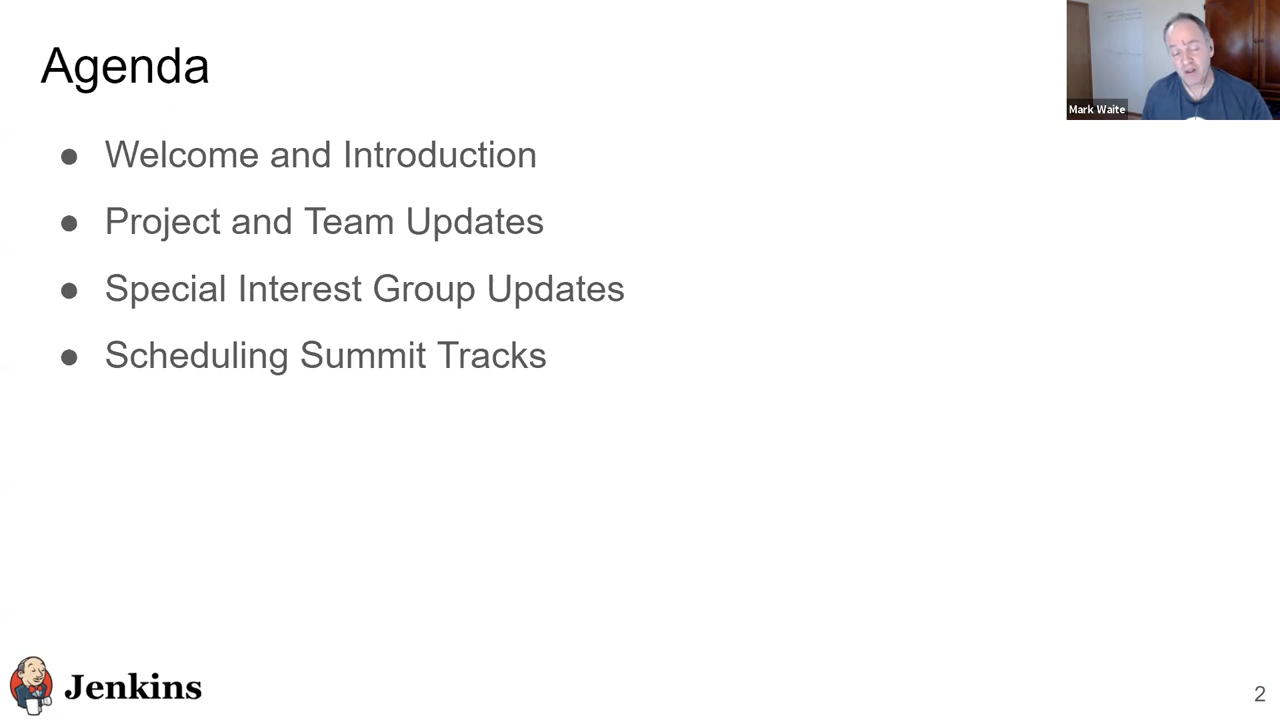 Agenda
Mark Waite
● Welcome and Introduction
● Project and Team Updates
● Special Interest Group Updates
● Scheduling Summit Tracks
Jenkins
2